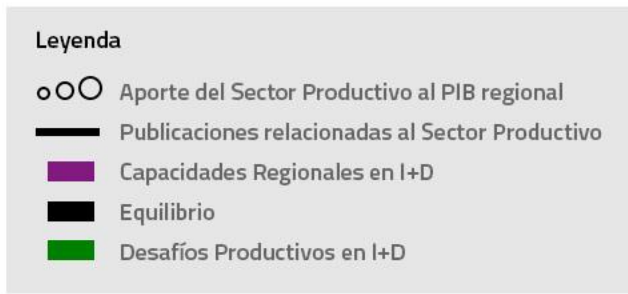 Leyenda
Aporte del Sector Productivo al PIB regional
Publicaciones relacionadas al Sector Productivo
Capacidades Regionales en I+D
Equilibrio
Desafíos Productivos en I+D